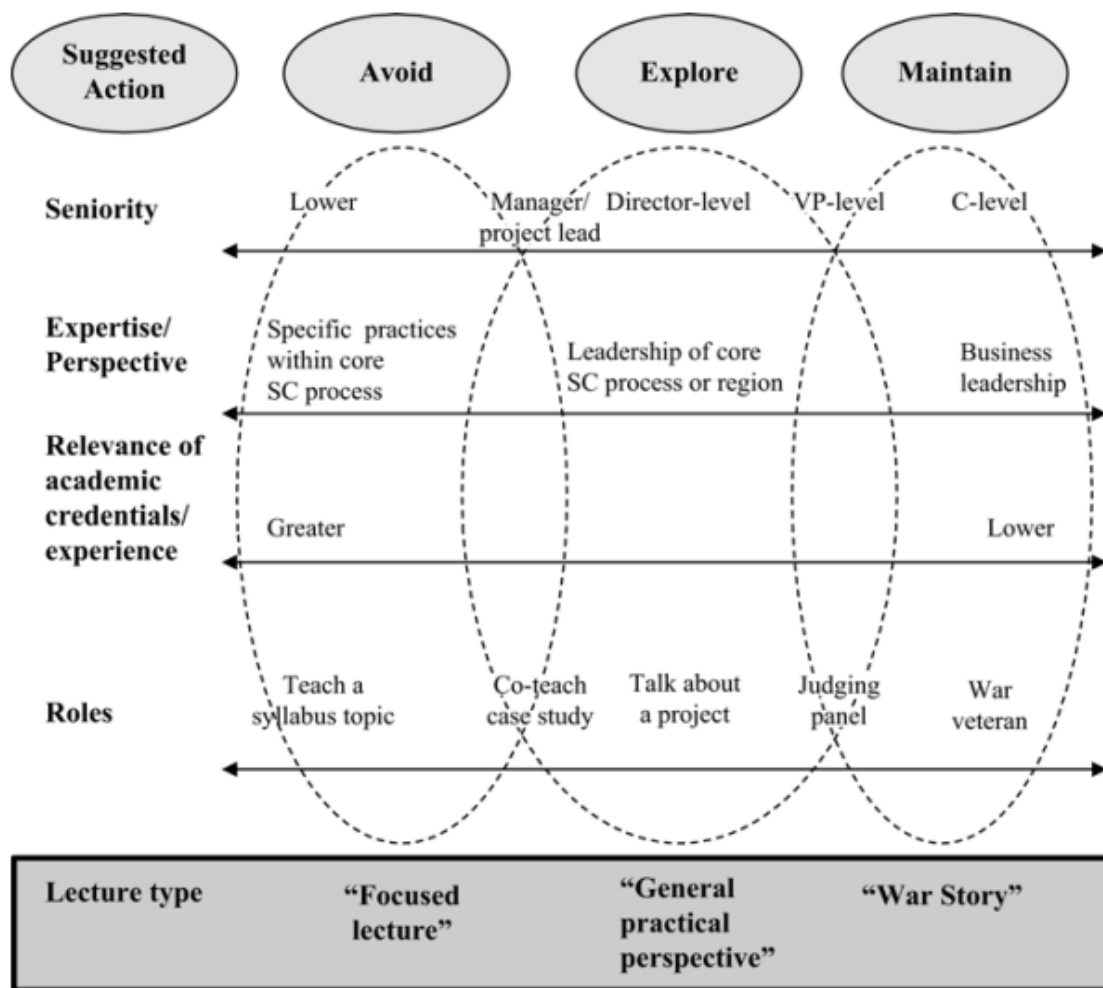 Suggested
Action
Avoid
Explore
Maintain
Seniority
Lower
Manager/
project lead
Director-level
VP-level
C-level
Expertise/
Perspective
Specific practices
within core
SC process
Leadership of core
SC process or region
Business
leadership
Relevance of
academic
credentials/
experience
Greater
Lower
Roles
Teach a
syllabus topic
Co-teach
case study
Talk about
a project
Judging
panel
War
veteran
Lecture type
“Focused
lecture”
“General
practical
perspective”
“War Story”